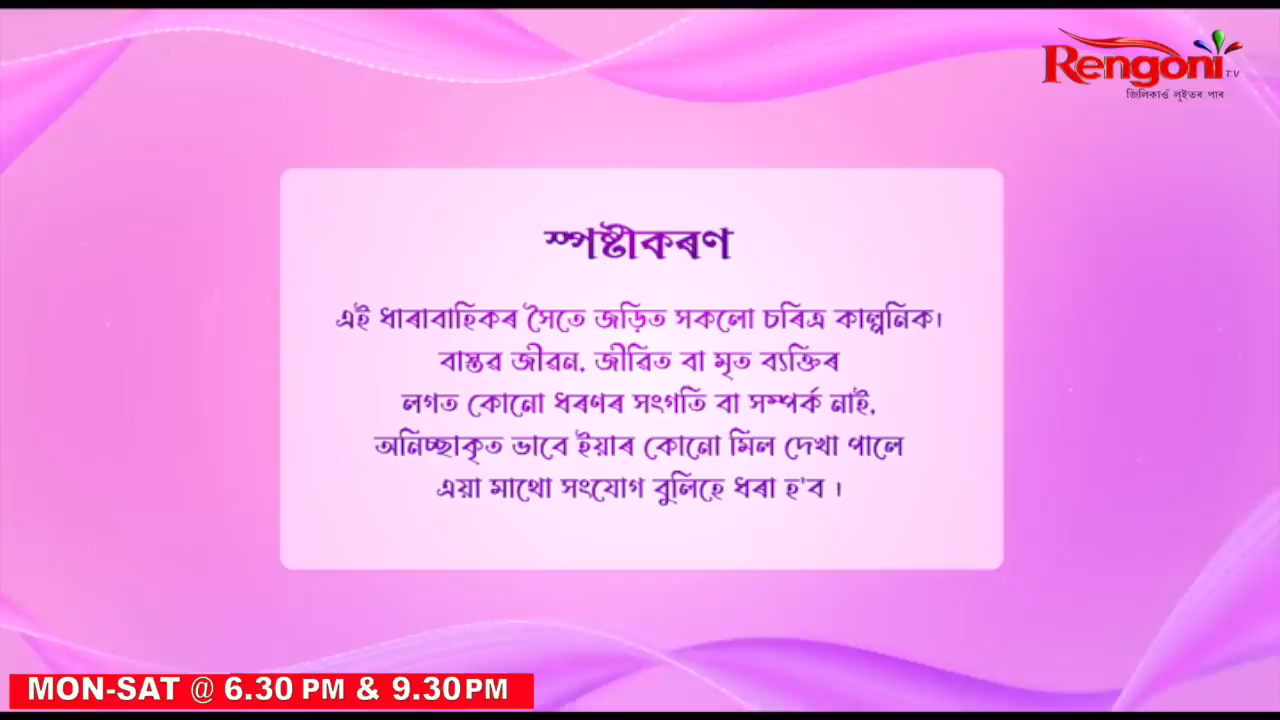 Rengoni T.V
জিলিকাওঁ লুইতৰ পাৰ
স্পষ্টীকৰণ
এই ধাৰাবাহিকৰ সৈতে জড়িত সকলো চৰিত্ৰ কাল্পনিক।
বাস্তৱ জীৱন, জীৱিত বা মৃত ব্যক্তিৰ
লগত কোনো ধৰণৰ সংগতি বা সম্পৰ্ক নাই,
অনিচ্ছাকৃত ভাবে ইয়াৰ কোনো মিল দেখা পালে
এয়া মাথো সংযোগ বুলিহে ধৰা হ'ব ।
MON-SAT @ 6.30 PM & 9.30 PM